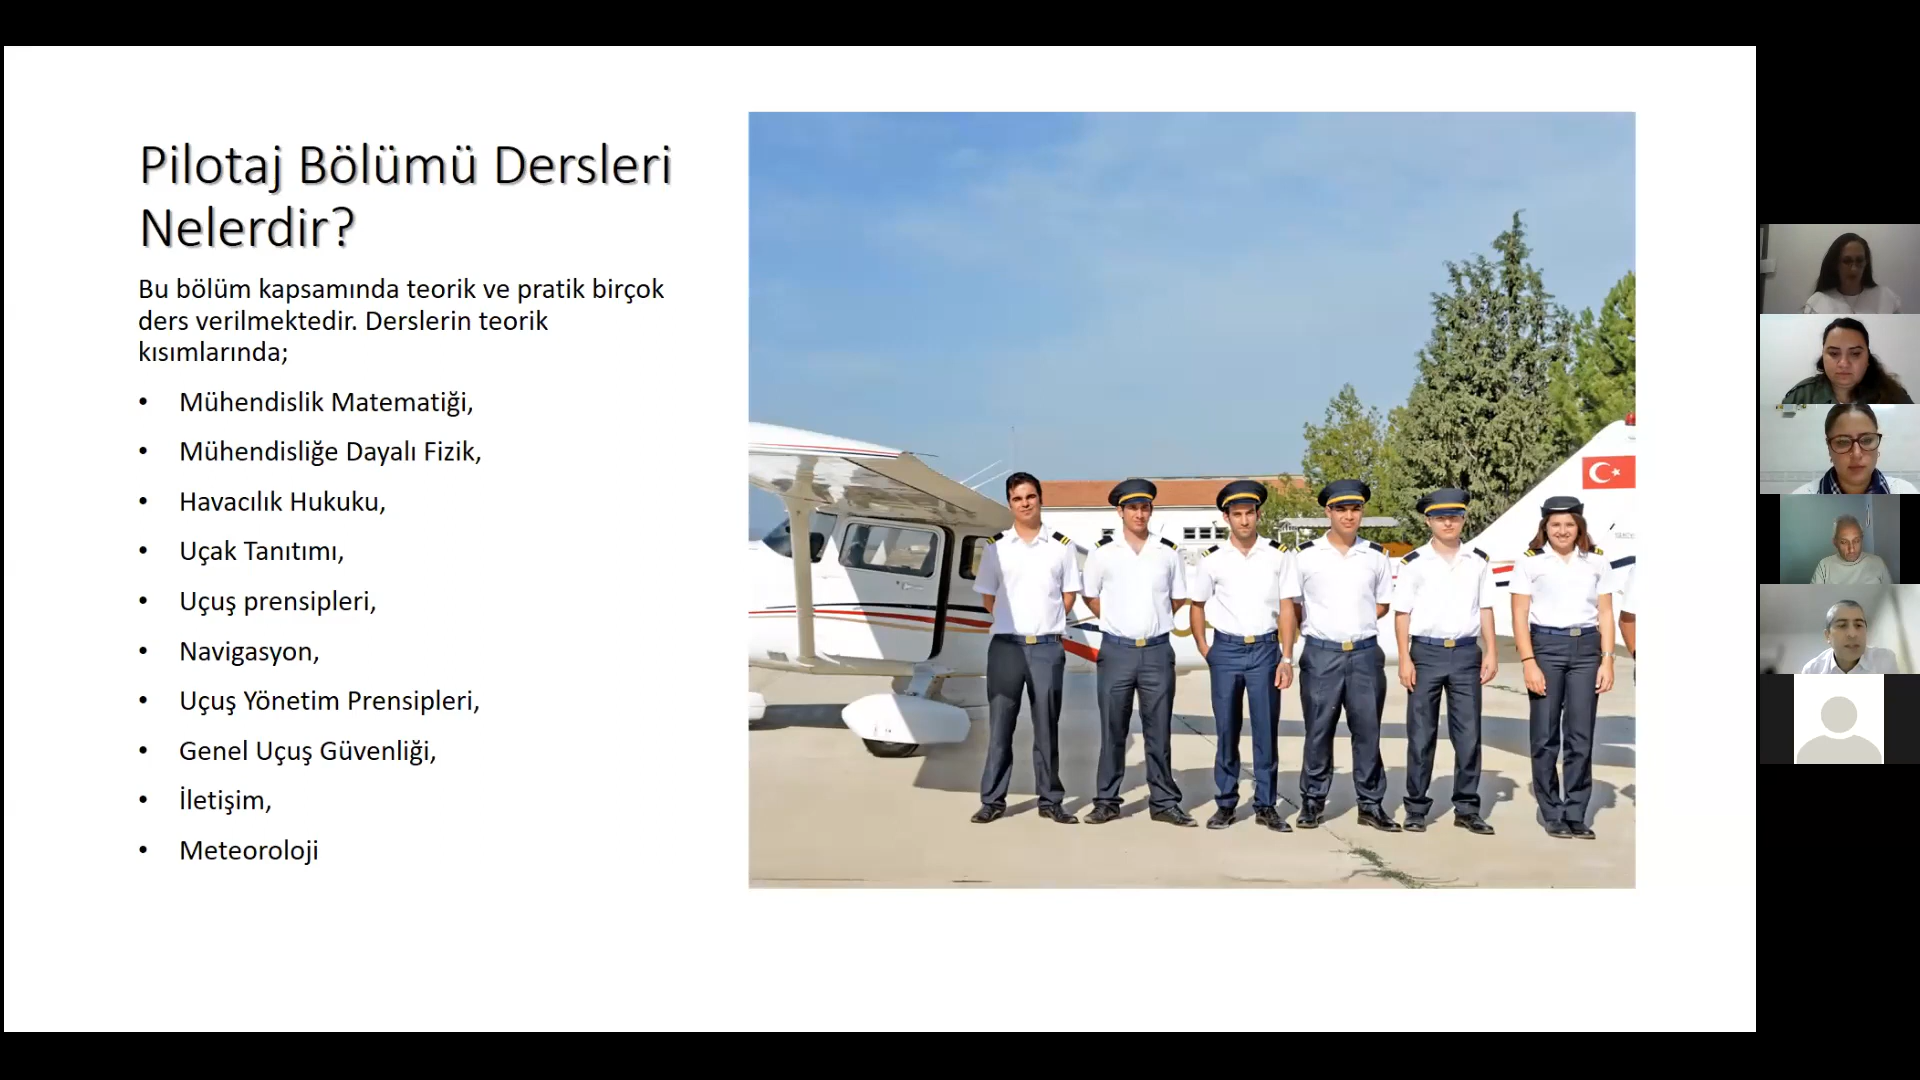 Pilotaj Bölümü Dersleri
Nelerdir?
Bu bölüm kapsamında teorik ve pratik birçok
ders verilmektedir. Derslerin teorik
kısımlarında;
• Mühendislik Matematiği,
• Mühendisliğe Dayalı Fizik,
• Havacılık Hukuku,
• Uçak Tanıtımı,
• Uçuş prensipleri,
• Navigasyon,
• Uçuş Yönetim Prensipleri,
• Genel Uçuş Güvenliği,
• İletişim,
• Meteoroloji